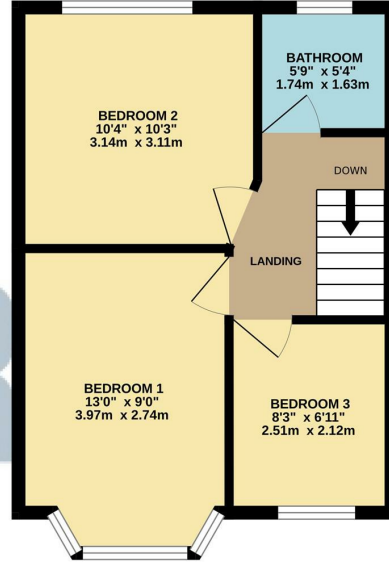 BATHROOM
5'9" x 5'4"
1.74m x 1.63m
BEDROOM 2
10'4" x 10'3"
3.14m x 3.11m
DOWN
LANDING
BEDROOM 1
13'0" x 9'0"
3.97m x 2.74m
BEDROOM 3
8'3" x 6'11"
2.51m x 2.12m